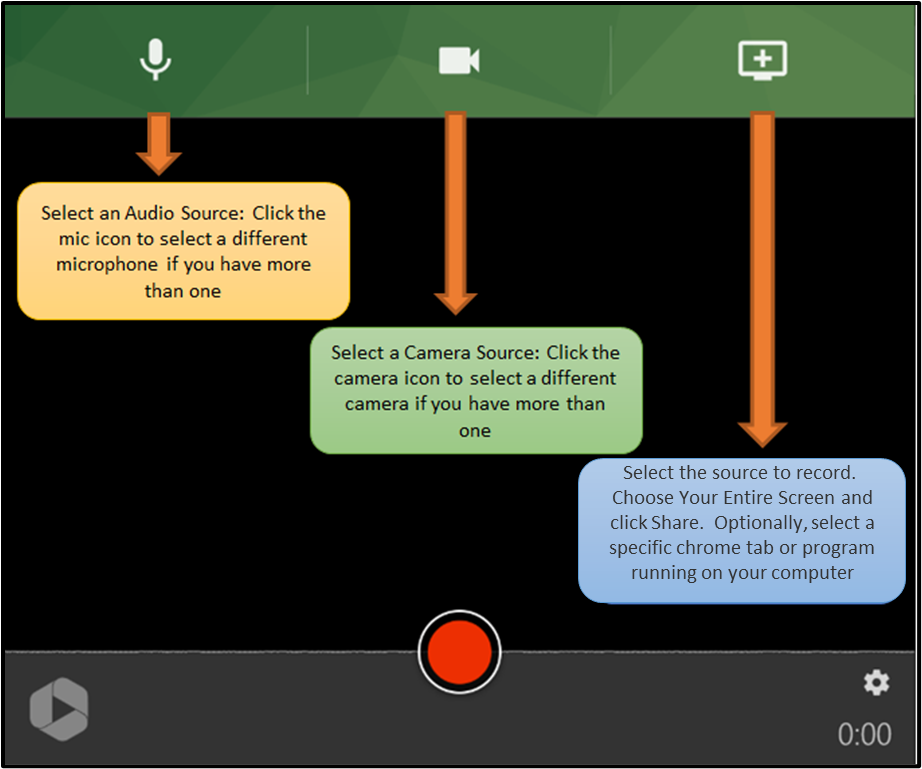 Select an Audio Source: Click the
mic icon to select a different
microphone if you have more
than one
Select a Camera Source: Click the
camera icon to select a different
camera if you have more than
one
Select the source to record.
Choose Your Entire Screen and
click Share. Optionally, select a
specific chrome tab or program
running on your computer
0:00